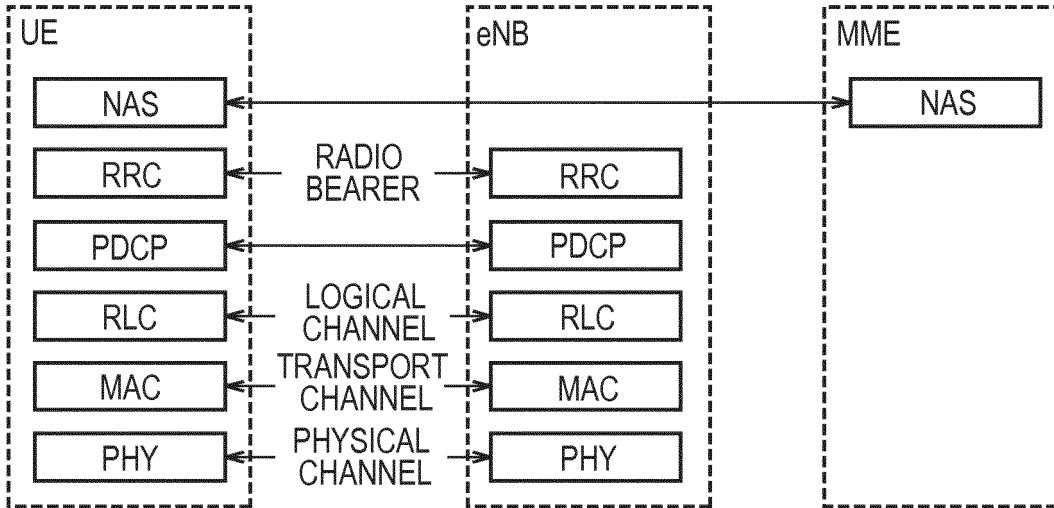 UE
eNB
MME
NAS
NAS
RRC
RADIO
BEARER
RRC
PDCP
PDCP
RLC
LOGICAL
CHANNEL
RLC
MAC
TRANSPORT
CHANNEL
MAC
PHY
PHYSICAL
CHANNEL
PHY